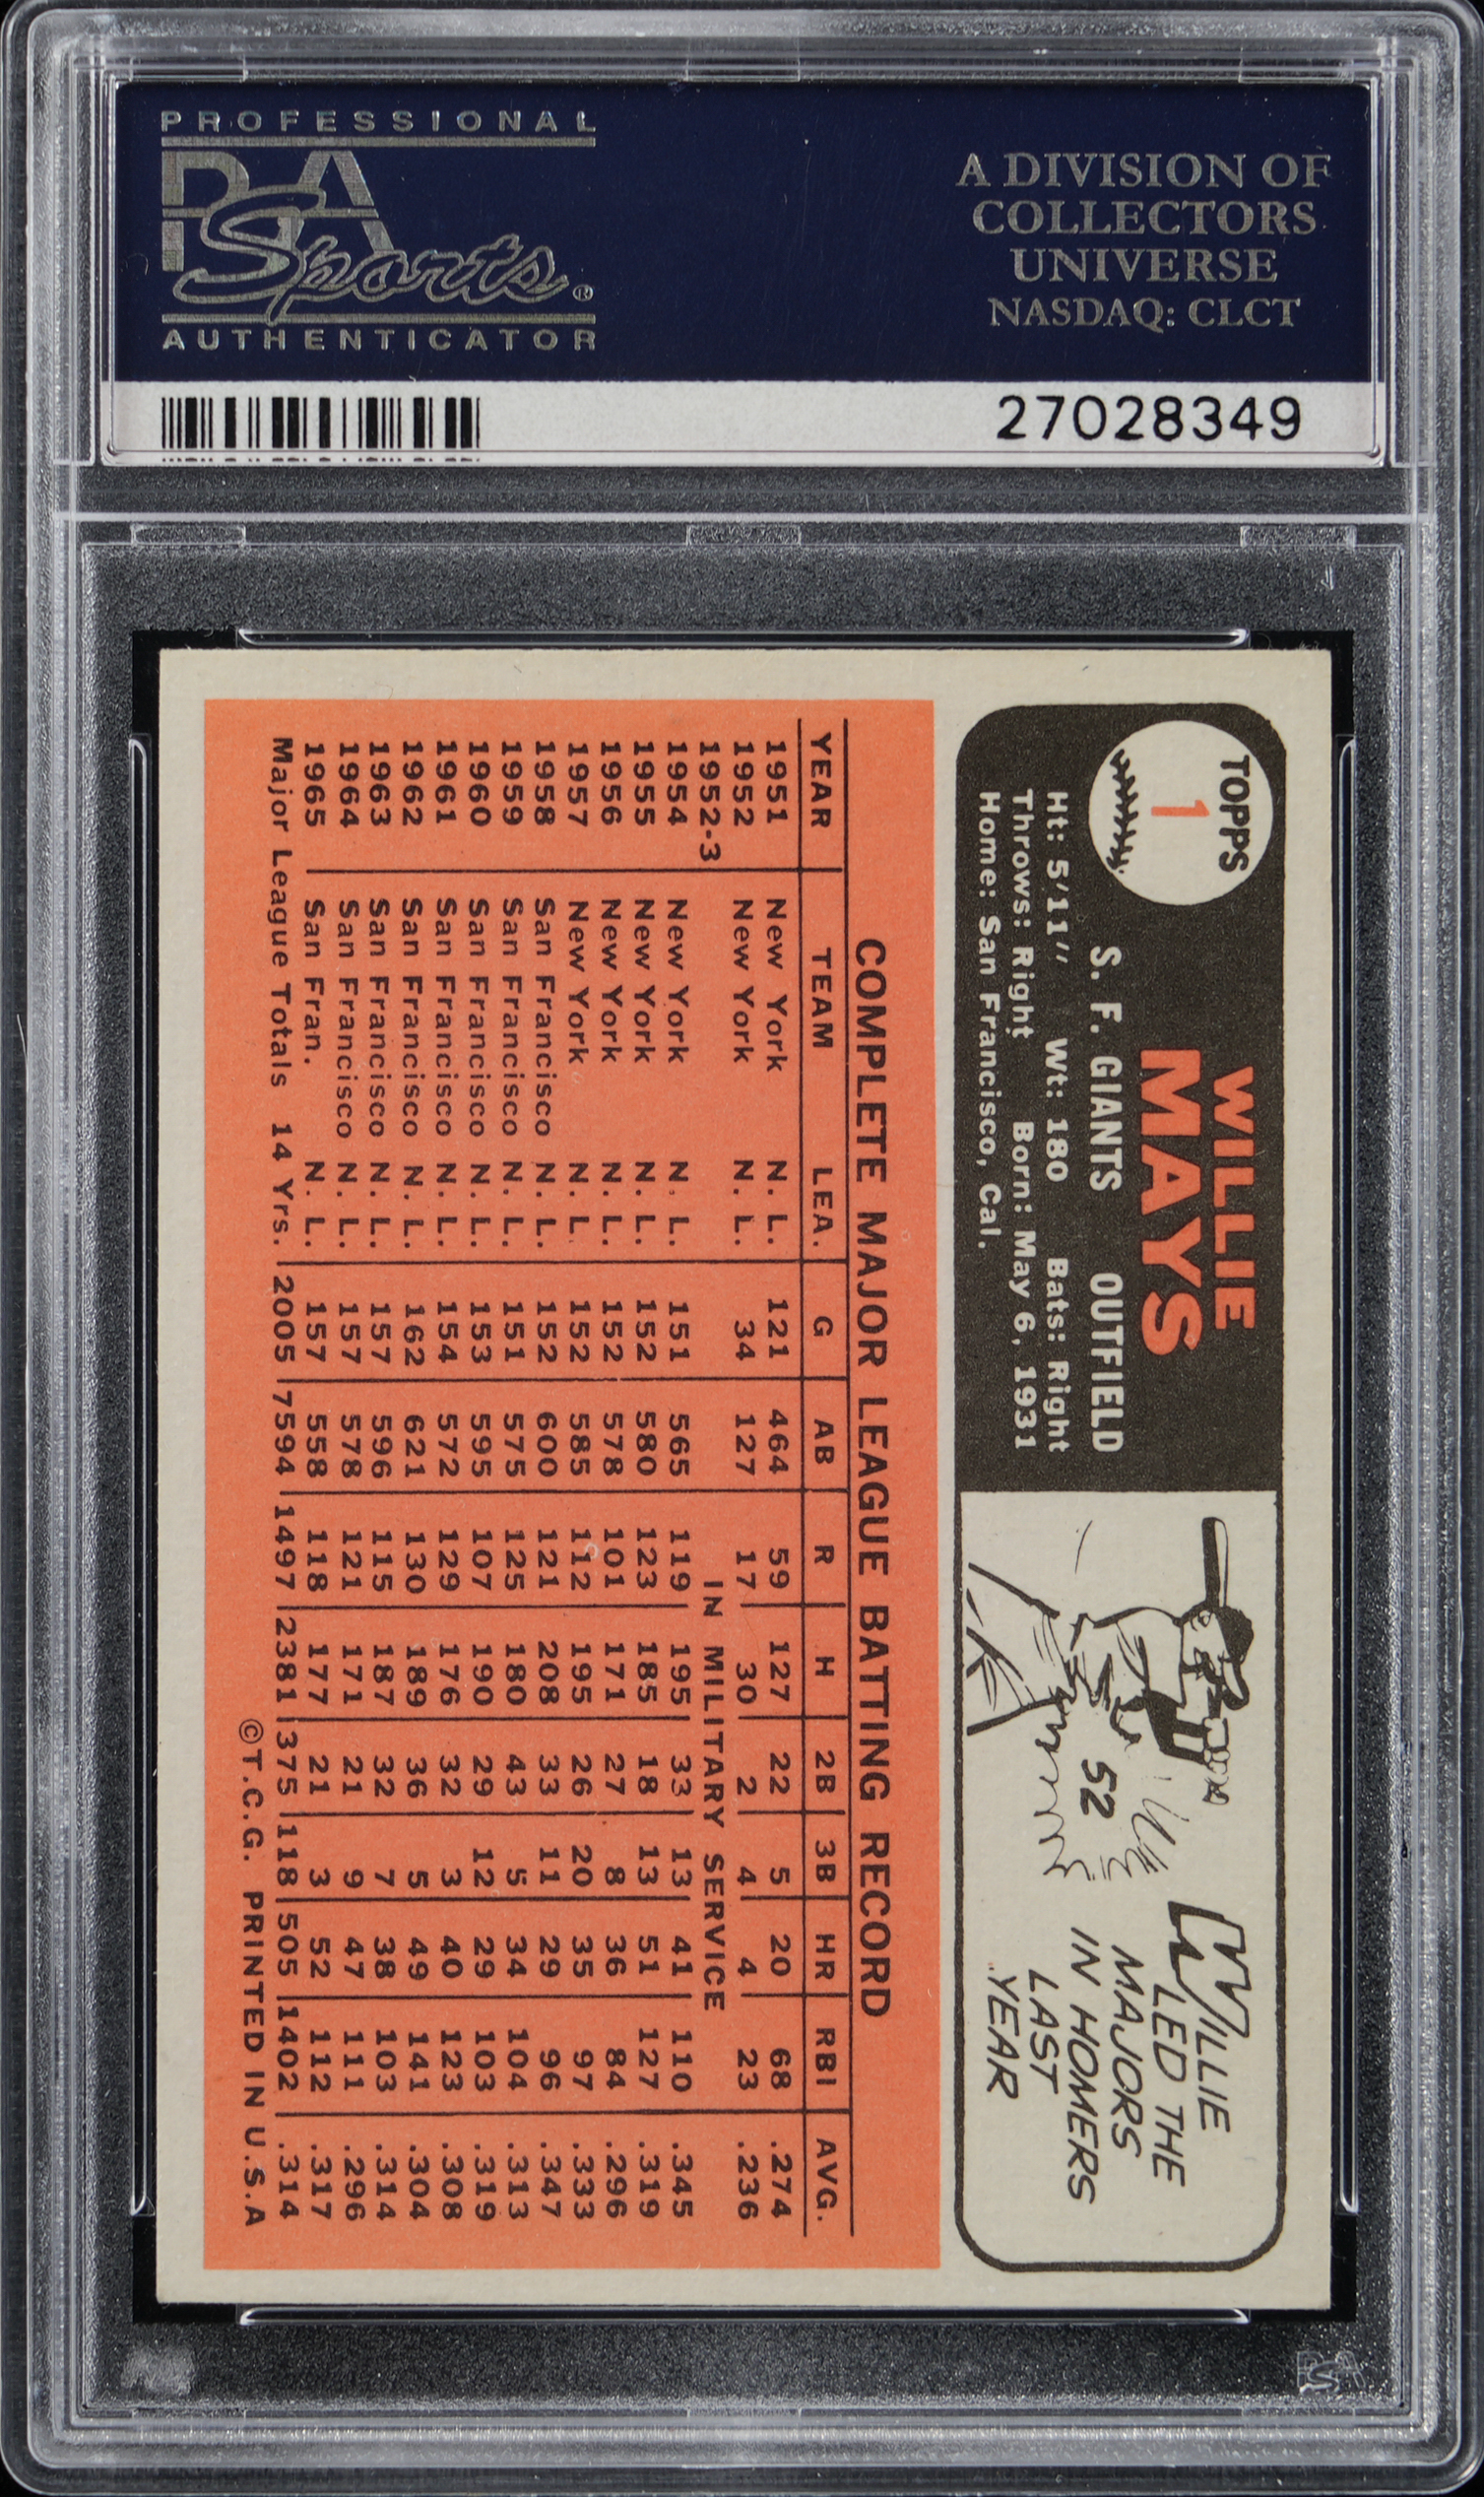 PROFESSIONAL
PSA
Sports®
AUTHENTICATOR
A DIVISION OF
COLLECTORS
UNIVERSE
NASDAQ: CLCT
27028349
TOPPS
1
WILLIE
MAYS
S. F. GIANTS OUTFIELD
Ht: 5'11" Wt: 180 Bats: Right
Throws: Right Born: May 6, 1931
Home: San Francisco, Cal.
52
WILLIE
LED THE
MAJORS
IN HOMERS
LAST
YEAR
COMPLETE MAJOR LEAGUE BATTING RECORD
YEAR TEAM LEA. G AB R H 2B 3B HR RBI AVG.
1951 New York N. L. 121 464 59 127 22 5 20 68 .274
1952 New York N. L. 34 127 17 30 2 4 4 23 .236
1952-3 IN MILITARY SERVICE
1954 New York N. L. 151 565 119 195 33 13 41 110 .345
1955 New York N. L. 152 580 123 185 18 13 51 127 .319
1956 New York N. L. 152 578 101 171 27 8 36 84 .296
1957 New York N. L. 152 585 112 195 26 20 35 97 .333
1958 San Francisco N. L. 152 600 121 208 33 11 29 96 .347
1959 San Francisco N. L. 151 575 125 180 43 5 34 104 .313
1960 San Francisco N. L. 153 595 107 190 29 12 29 103 .319
1961 San Francisco N. L. 154 572 129 176 32 3 40 123 .308
1962 San Francisco N. L. 162 621 130 189 36 5 49 141 .304
1963 San Francisco N. L. 157 596 115 187 32 7 38 103 .314
1964 San Francisco N. L. 157 578 121 171 21 9 47 111 .296
1965 San Fran. N. L. 157 558 118 177 21 3 52 112 .317
Major League Totals 14 Yrs. 2005 7594 1497 2381 375 118 505 1402 .314
©T.C.G. PRINTED IN U.S.A
PSA